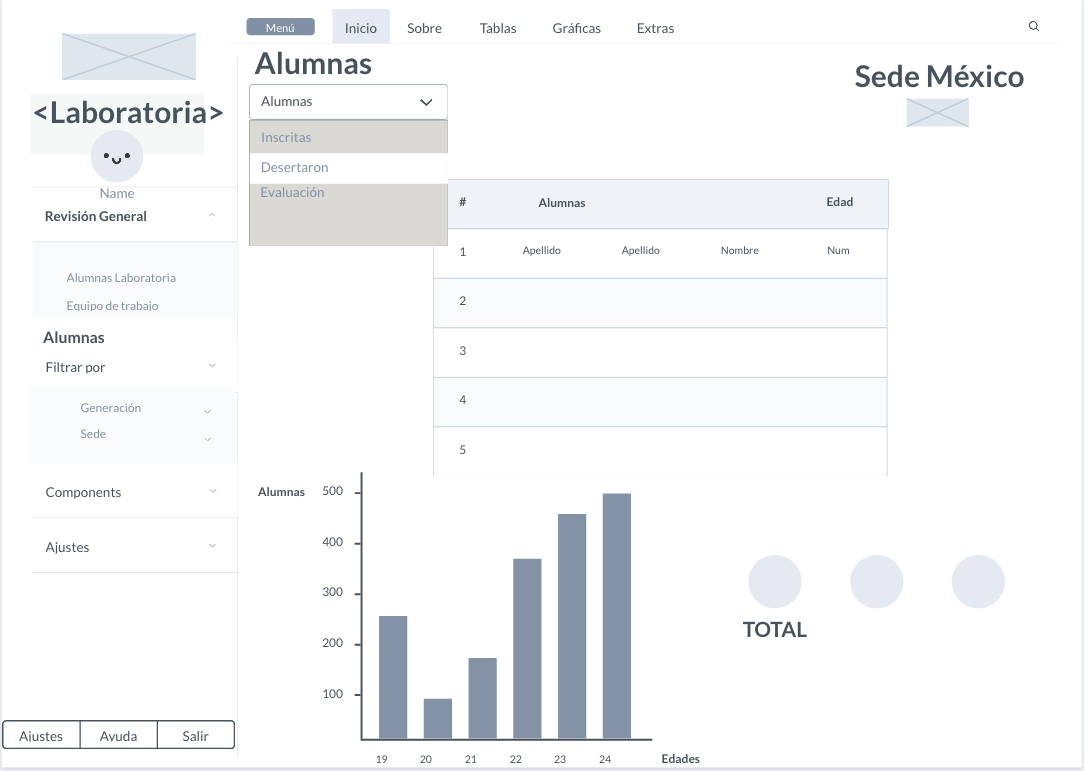 Menú
Inicio
Sobre
Tablas
Gráficas
Extras
<Laboratoria>
Name
Revisión General
Alumnas Laboratoria
Equipo de trabajo
Alumnas
Filtrar por
Generación
Sede
Components
Ajustes
Ajustes Ayuda Salir
Alumnas
Alumnas
Inscritas
Desertaron
Evaluación
Sede México
# Alumnas Edad
1 Apellido Apellido Nombre Num
2
3
4
5
Alumnas
500
400
300
200
100
19 20 21 22 23 24 Edades
TOTAL